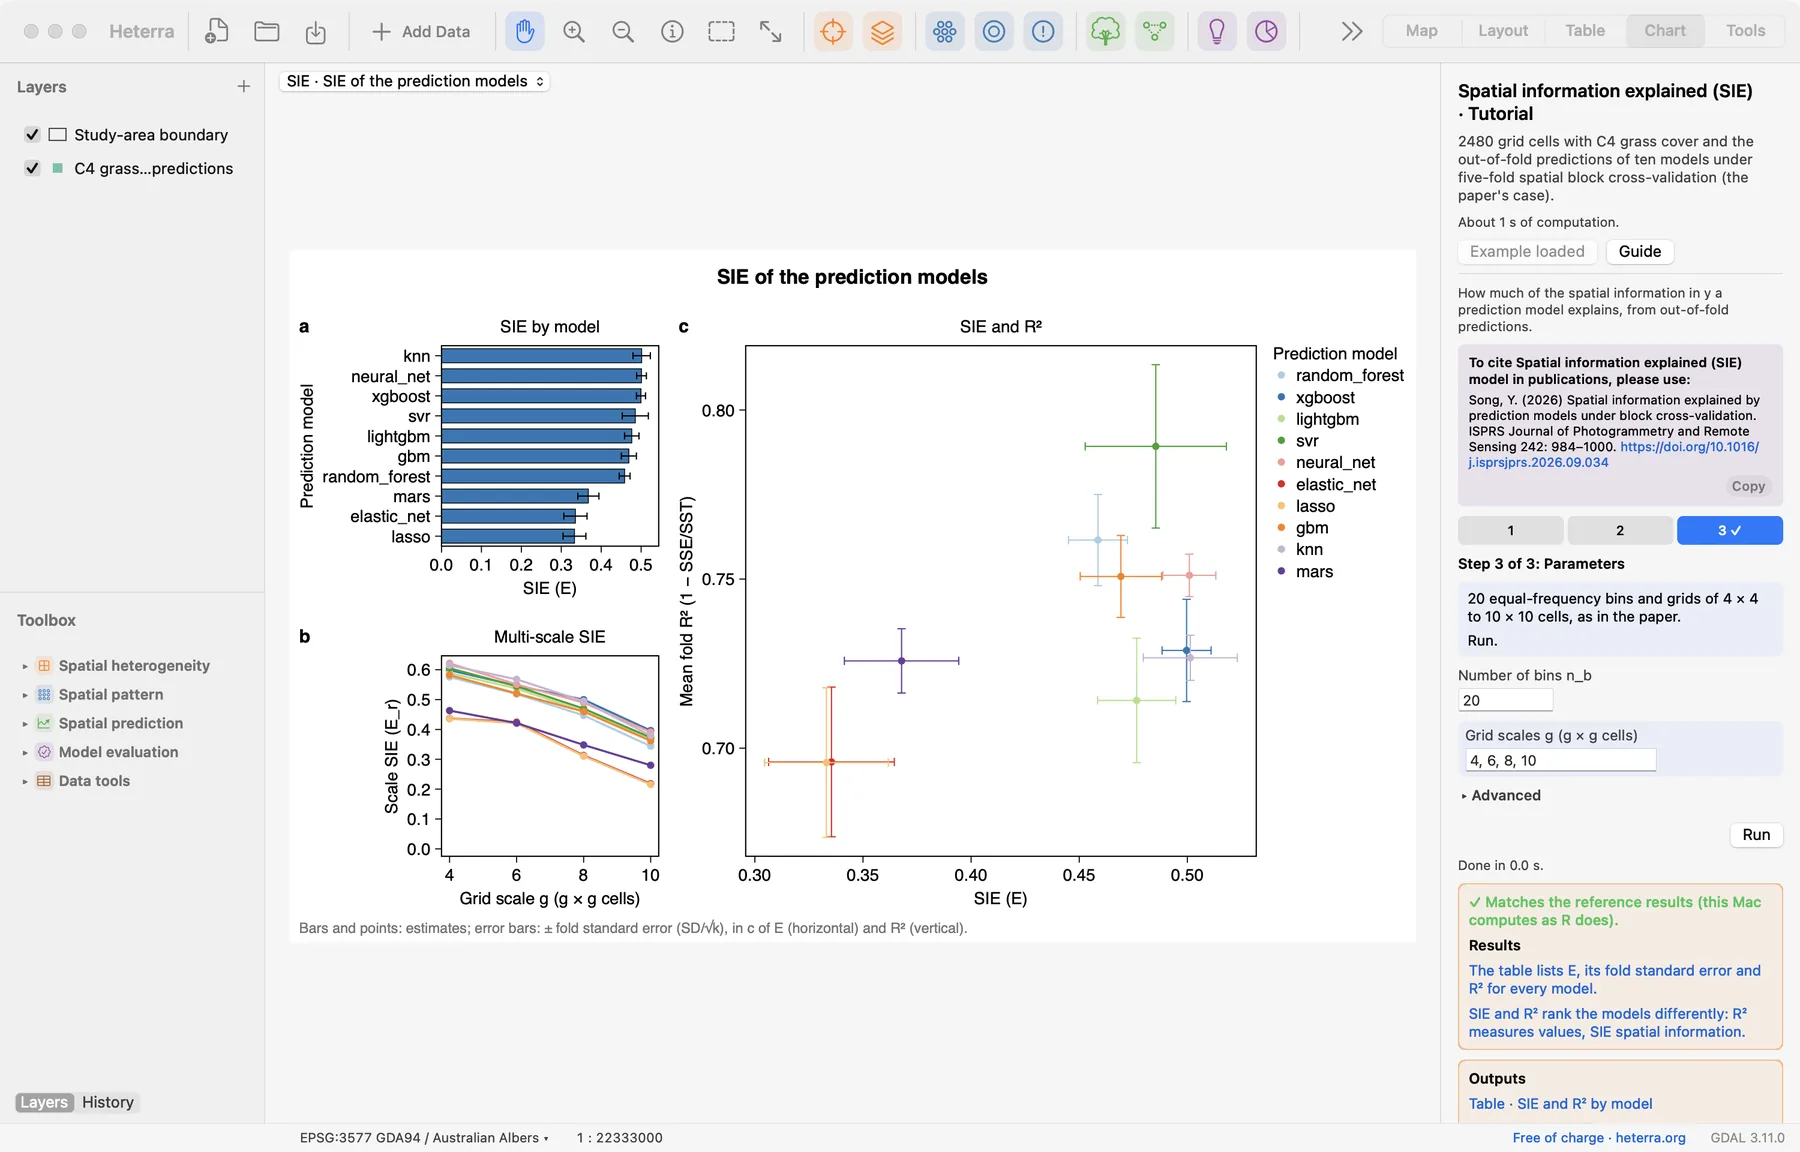 Heterra
Add Data
Map
Layout
Table
Chart
Tools
Layers
Study-area boundary
C4 grass...predictions
Toolbox
Spatial heterogeneity
Spatial pattern
Spatial prediction
Model evaluation
Data tools
Layers
History
SIE · SIE of the prediction models
SIE of the prediction models
a
SIE by model
Prediction model
knn
neural_net
xgboost
svr
lightgbm
gbm
random_forest
mars
elastic_net
lasso
0.0 0.1 0.2 0.3 0.4 0.5
SIE (E)
b
Multi-scale SIE
Scale SIE (E_r)
0.6
0.5
0.4
0.3
0.2
0.1
0.0
4 6 8 10
Grid scale g (g × g cells)
c
SIE and R²
Mean fold R² (1 − SSE/SST)
0.80
0.75
0.70
0.30 0.35 0.40 0.45 0.50
SIE (E)
Prediction model
random_forest
xgboost
lightgbm
svr
neural_net
elastic_net
lasso
gbm
knn
mars
Bars and points: estimates; error bars: ± fold standard error (SD/√k), in c of E (horizontal) and R² (vertical).
Spatial information explained (SIE)
· Tutorial
2480 grid cells with C4 grass cover and the
out-of-fold predictions of ten models under
five-fold spatial block cross-validation (the
paper's case).
About 1 s of computation.
Example loaded
Guide
How much of the spatial information in y a
prediction model explains, from out-of-fold
predictions.
To cite Spatial information explained (SIE)
model in publications, please use:
Song, Y. (2026) Spatial information explained by
prediction models under block cross-validation.
ISPRS Journal of Photogrammetry and Remote
Sensing 242: 984–1000. https://doi.org/10.1016/
j.isprsjprs.2026.09.034
Copy
1
2
3 ✓
Step 3 of 3: Parameters
20 equal-frequency bins and grids of 4 × 4
to 10 × 10 cells, as in the paper.
Run.
Number of bins n_b
20
Grid scales g (g × g cells)
4, 6, 8, 10
Advanced
Run
Done in 0.0 s.
✓ Matches the reference results (this Mac
computes as R does).
Results
The table lists E, its fold standard error and
R² for every model.
SIE and R² rank the models differently: R²
measures values, SIE spatial information.
Outputs
Table · SIE and R² by model
EPSG:3577 GDA94 / Australian Albers
1 : 22333000
Free of charge · heterra.org
GDAL 3.11.0